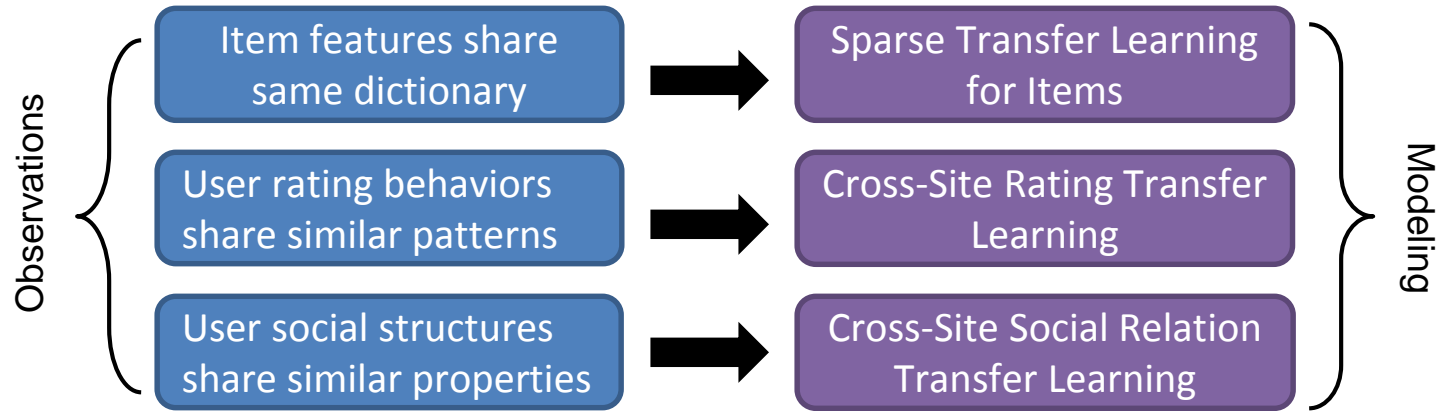 Observations
Item features share
same dictionary
Sparse Transfer Learning
for Items
User rating behaviors
share similar patterns
Cross-Site Rating Transfer
Learning
User social structures
share similar properties
Cross-Site Social Relation
Transfer Learning
Modeling